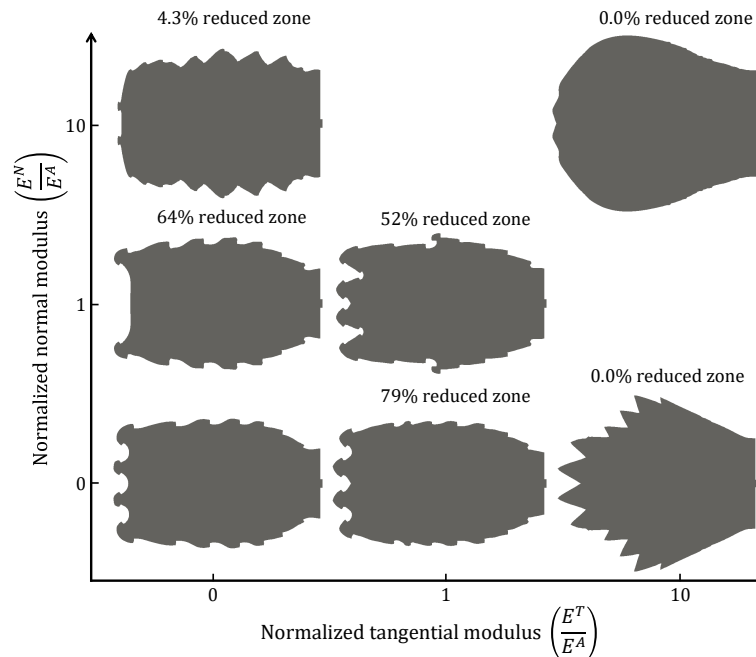 4.3% reduced zone
0.0% reduced zone
10
64% reduced zone
52% reduced zone
1
79% reduced zone
0.0% reduced zone
0
Normalized normal modulus (E^N/E^A)
0 1 10
Normalized tangential modulus (E^T/E^A)